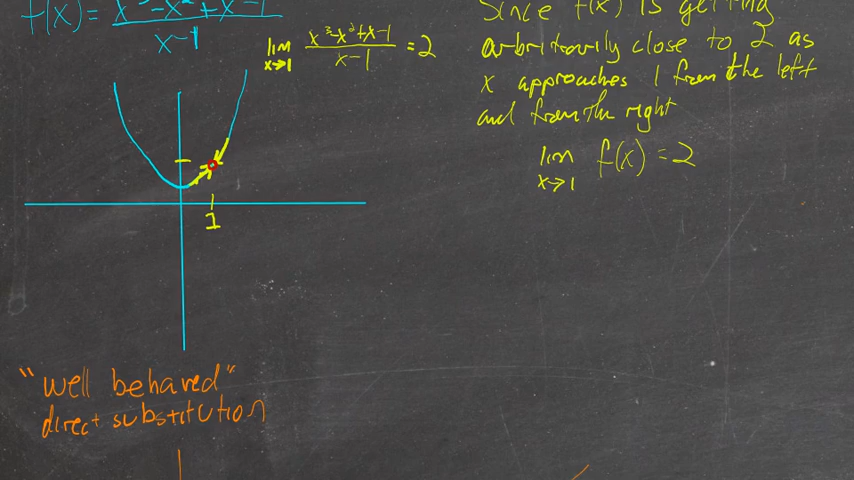 f(x) = x³-x²+x-1
x-1
lim x→1 x³-x²+x-1 / x-1 = 2
Since f(x) is getting
arbitrarily close to 2 as
x approaches 1 from the left
and from the right
lim x→1 f(x) = 2
1
"well behaved"
direct substitution